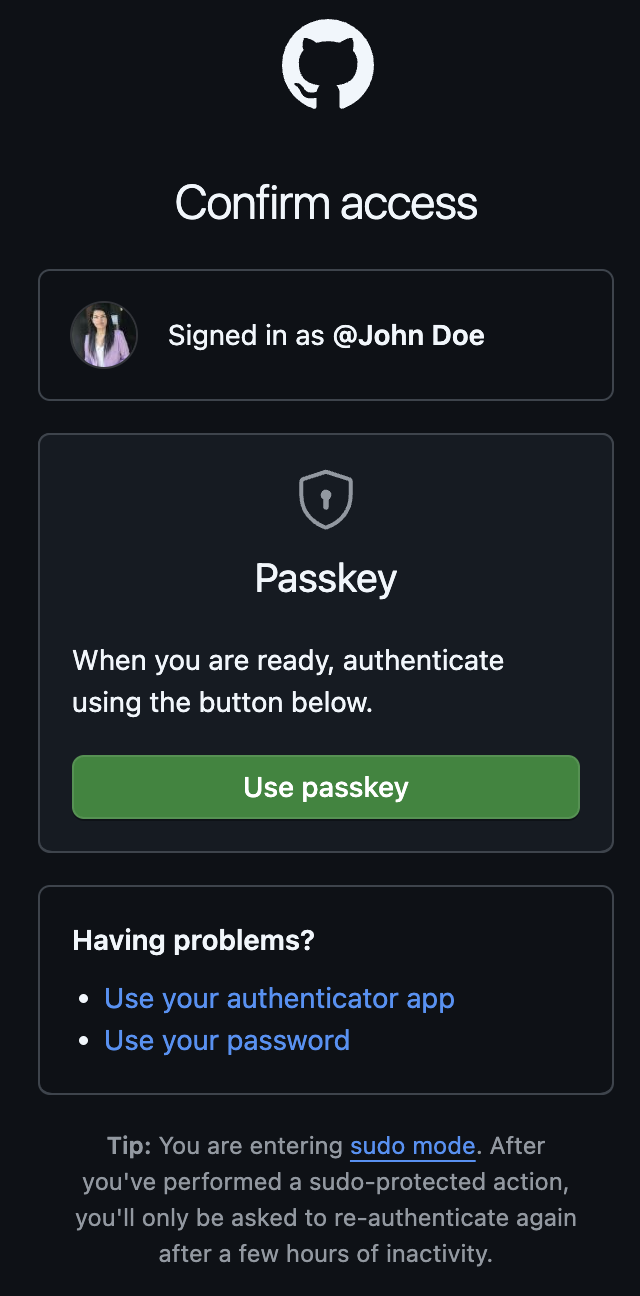 Confirm access
Signed in as @John Doe
Passkey
When you are ready, authenticate
using the button below.
Use passkey
Having problems?
• Use your authenticator app
• Use your password
Tip: You are entering sudo mode. After
you've performed a sudo-protected action,
you'll only be asked to re-authenticate again
after a few hours of inactivity.